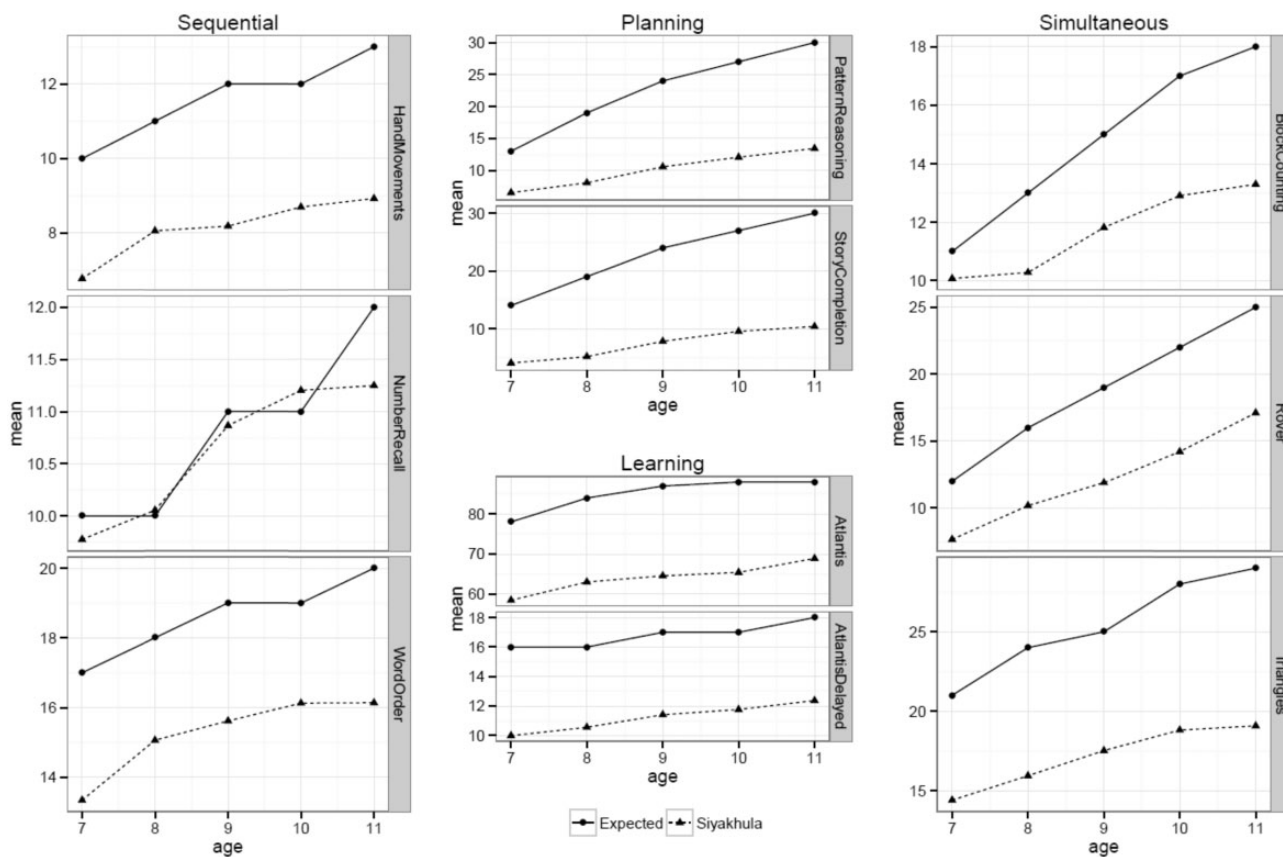 Sequential
12
10
8
HandMovements
12.0
11.5
11.0
10.5
10.0
mean
NumberRecall
20
18
16
14
WordOrder
7 8 9 10 11
age
Planning
30
25
20
15
10
PatternReasoning
mean
30
20
10
StoryCompletion
7 8 9 10 11
age
Learning
80
70
60
Atlantis
mean
18
16
14
12
10
AtlantisDelayed
7 8 9 10 11
age
Expected Siyakhula
Simultaneous
18
16
14
12
10
BlockCounting
25
20
15
10
mean
Rover
25
20
15
Triangles
7 8 9 10 11
age